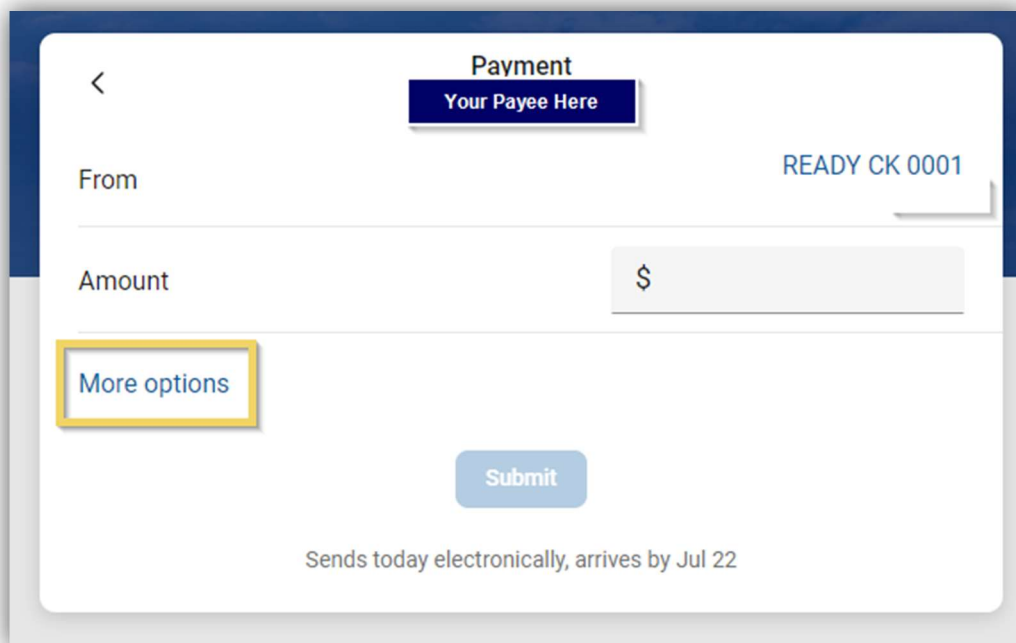 Payment
Your Payee Here
From
READY CK 0001
Amount
$
More options
Submit
Sends today electronically, arrives by Jul 22